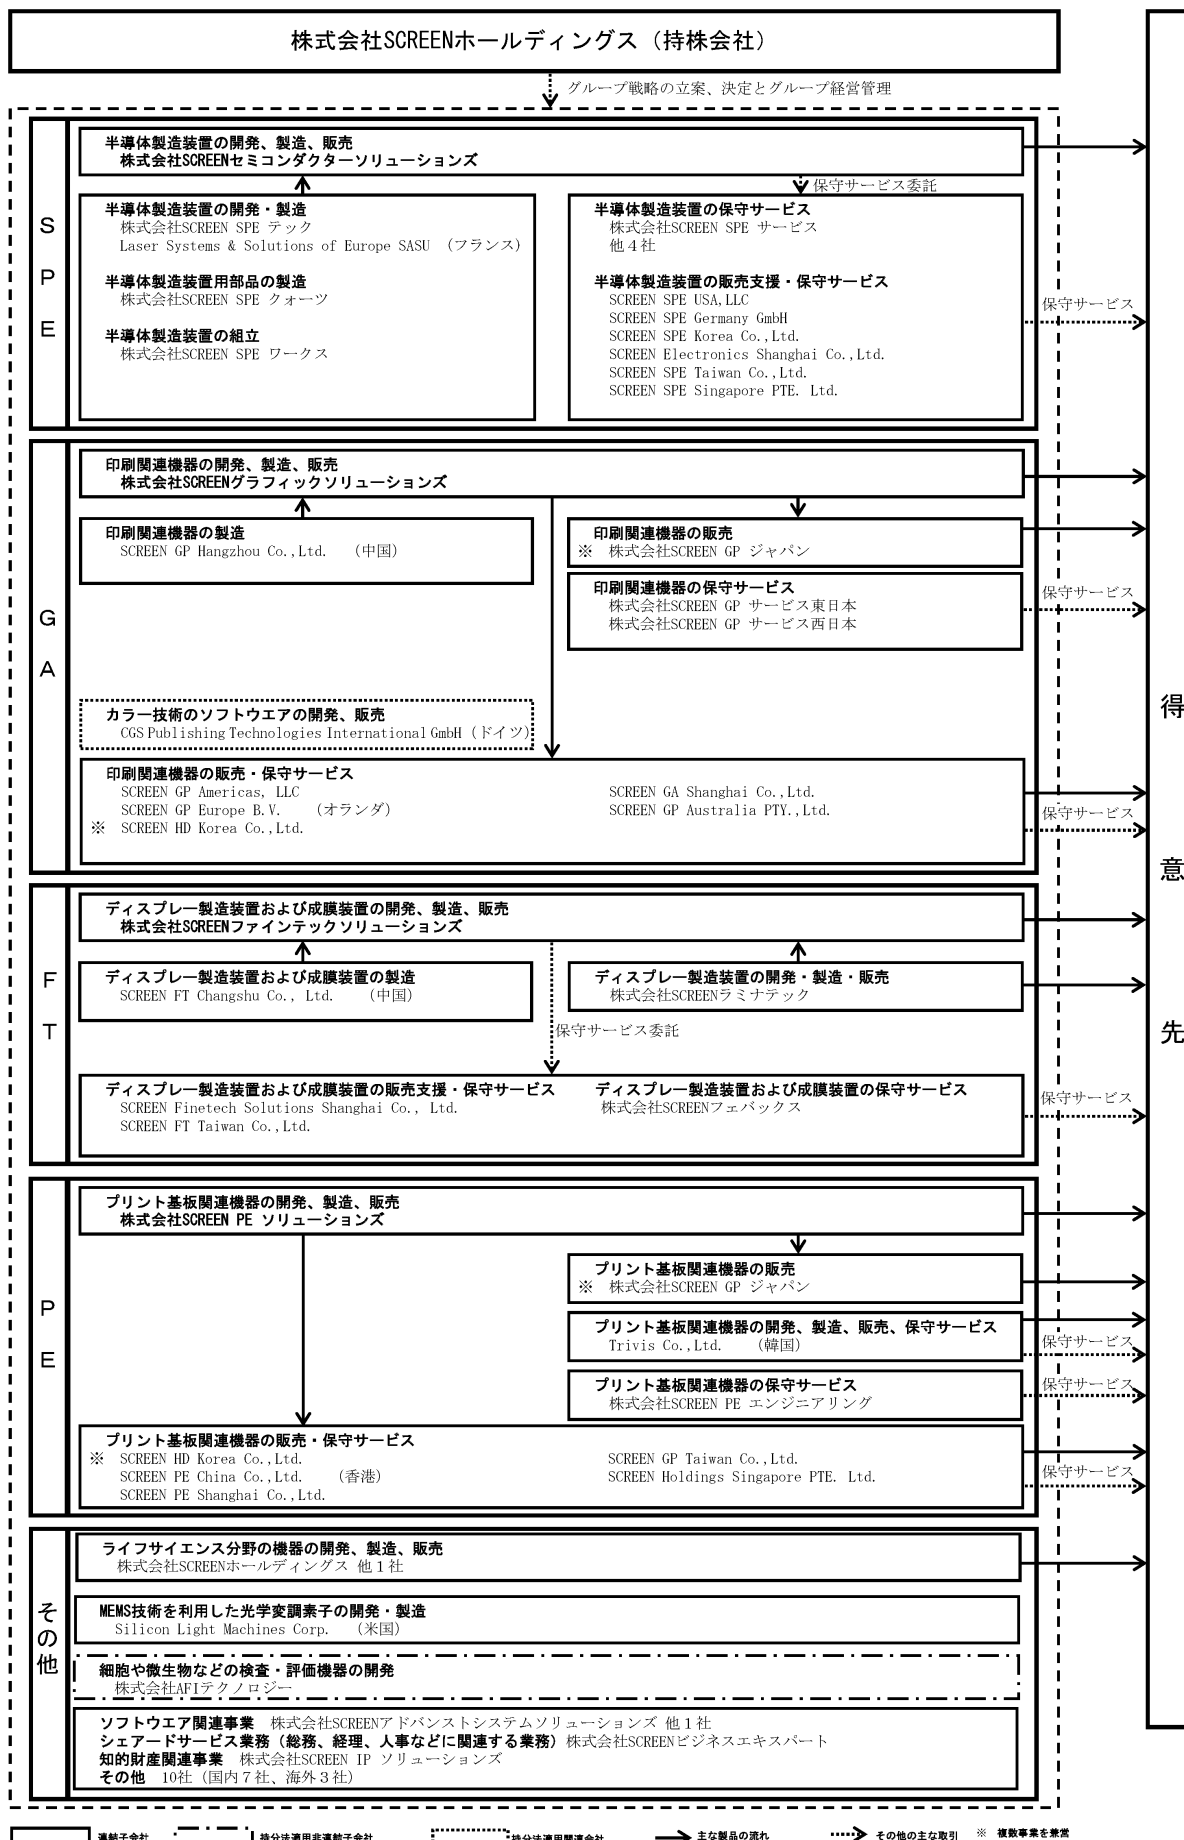 株式会社SCREENホールディングス（持株会社）
グループ戦略の立案、決定とグループ経営管理
S
P
E
半導体製造装置の開発、製造、販売
株式会社SCREENセミコンダクターソリューションズ
保守サービス委託
半導体製造装置の開発・製造
株式会社SCREEN SPE テック
Laser Systems & Solutions of Europe SASU （フランス）
半導体製造装置用部品の製造
株式会社SCREEN SPE クォーツ
半導体製造装置の組立
株式会社SCREEN SPE ワークス
半導体製造装置の保守サービス
株式会社SCREEN SPE サービス
他４社
半導体製造装置の販売支援・保守サービス
SCREEN SPE USA,LLC
SCREEN SPE Germany GmbH
SCREEN SPE Korea Co.,Ltd.
SCREEN Electronics Shanghai Co.,Ltd.
SCREEN SPE Taiwan Co.,Ltd.
SCREEN SPE Singapore PTE. Ltd.
保守サービス
G
A
印刷関連機器の開発、製造、販売
株式会社SCREENグラフィックソリューションズ
印刷関連機器の製造
SCREEN GP Hangzhou Co.,Ltd. （中国）
印刷関連機器の販売
※ 株式会社SCREEN GP ジャパン
印刷関連機器の保守サービス
株式会社SCREEN GP サービス東日本
株式会社SCREEN GP サービス西日本
保守サービス
カラー技術のソフトウエアの開発、販売
CGS Publishing Technologies International GmbH（ドイツ）
印刷関連機器の販売・保守サービス
SCREEN GP Americas, LLC
SCREEN GP Europe B.V. （オランダ）
※ SCREEN HD Korea Co.,Ltd.
SCREEN GA Shanghai Co.,Ltd.
SCREEN GP Australia PTY.,Ltd.
保守サービス
F
T
ディスプレー製造装置および成膜装置の開発、製造、販売
株式会社SCREENファインテックソリューションズ
ディスプレー製造装置および成膜装置の製造
SCREEN FT Changshu Co., Ltd. （中国）
ディスプレー製造装置の開発・製造・販売
株式会社SCREENラミナテック
保守サービス委託
ディスプレー製造装置および成膜装置の販売支援・保守サービス
SCREEN Finetech Solutions Shanghai Co., Ltd.
SCREEN FT Taiwan Co.,Ltd.
ディスプレー製造装置および成膜装置の保守サービス
株式会社SCREENフェバックス
保守サービス
P
E
プリント基板関連機器の開発、製造、販売
株式会社SCREEN PE ソリューションズ
プリント基板関連機器の販売
※ 株式会社SCREEN GP ジャパン
プリント基板関連機器の開発、製造、販売、保守サービス
Trivis Co.,Ltd. （韓国）
保守サービス
プリント基板関連機器の保守サービス
株式会社SCREEN PE エンジニアリング
保守サービス
プリント基板関連機器の販売・保守サービス
※ SCREEN HD Korea Co.,Ltd.
SCREEN PE China Co.,Ltd. （香港）
SCREEN PE Shanghai Co.,Ltd.
SCREEN GP Taiwan Co.,Ltd.
SCREEN Holdings Singapore PTE. Ltd.
保守サービス
その他
ライフサイエンス分野の機器の開発、製造、販売
株式会社SCREENホールディングス 他１社
MEMS技術を利用した光学変調素子の開発・製造
Silicon Light Machines Corp. （米国）
細胞や微生物などの検査・評価機器の開発
株式会社AFIテクノロジー
ソフトウエア関連事業 株式会社SCREENアドバンストシステムソリューションズ 他１社
シェアードサービス業務（総務、経理、人事などに関連する業務）株式会社SCREENビジネスエキスパート
知的財産関連事業 株式会社SCREEN IP ソリューションズ
その他 10社（国内７社、海外３社）
得
意
先
連結子会社 持分法適用非連結子会社 持分法適用関連会社 主な製品の流れ その他の主な取引 ※ 複数事業を兼営